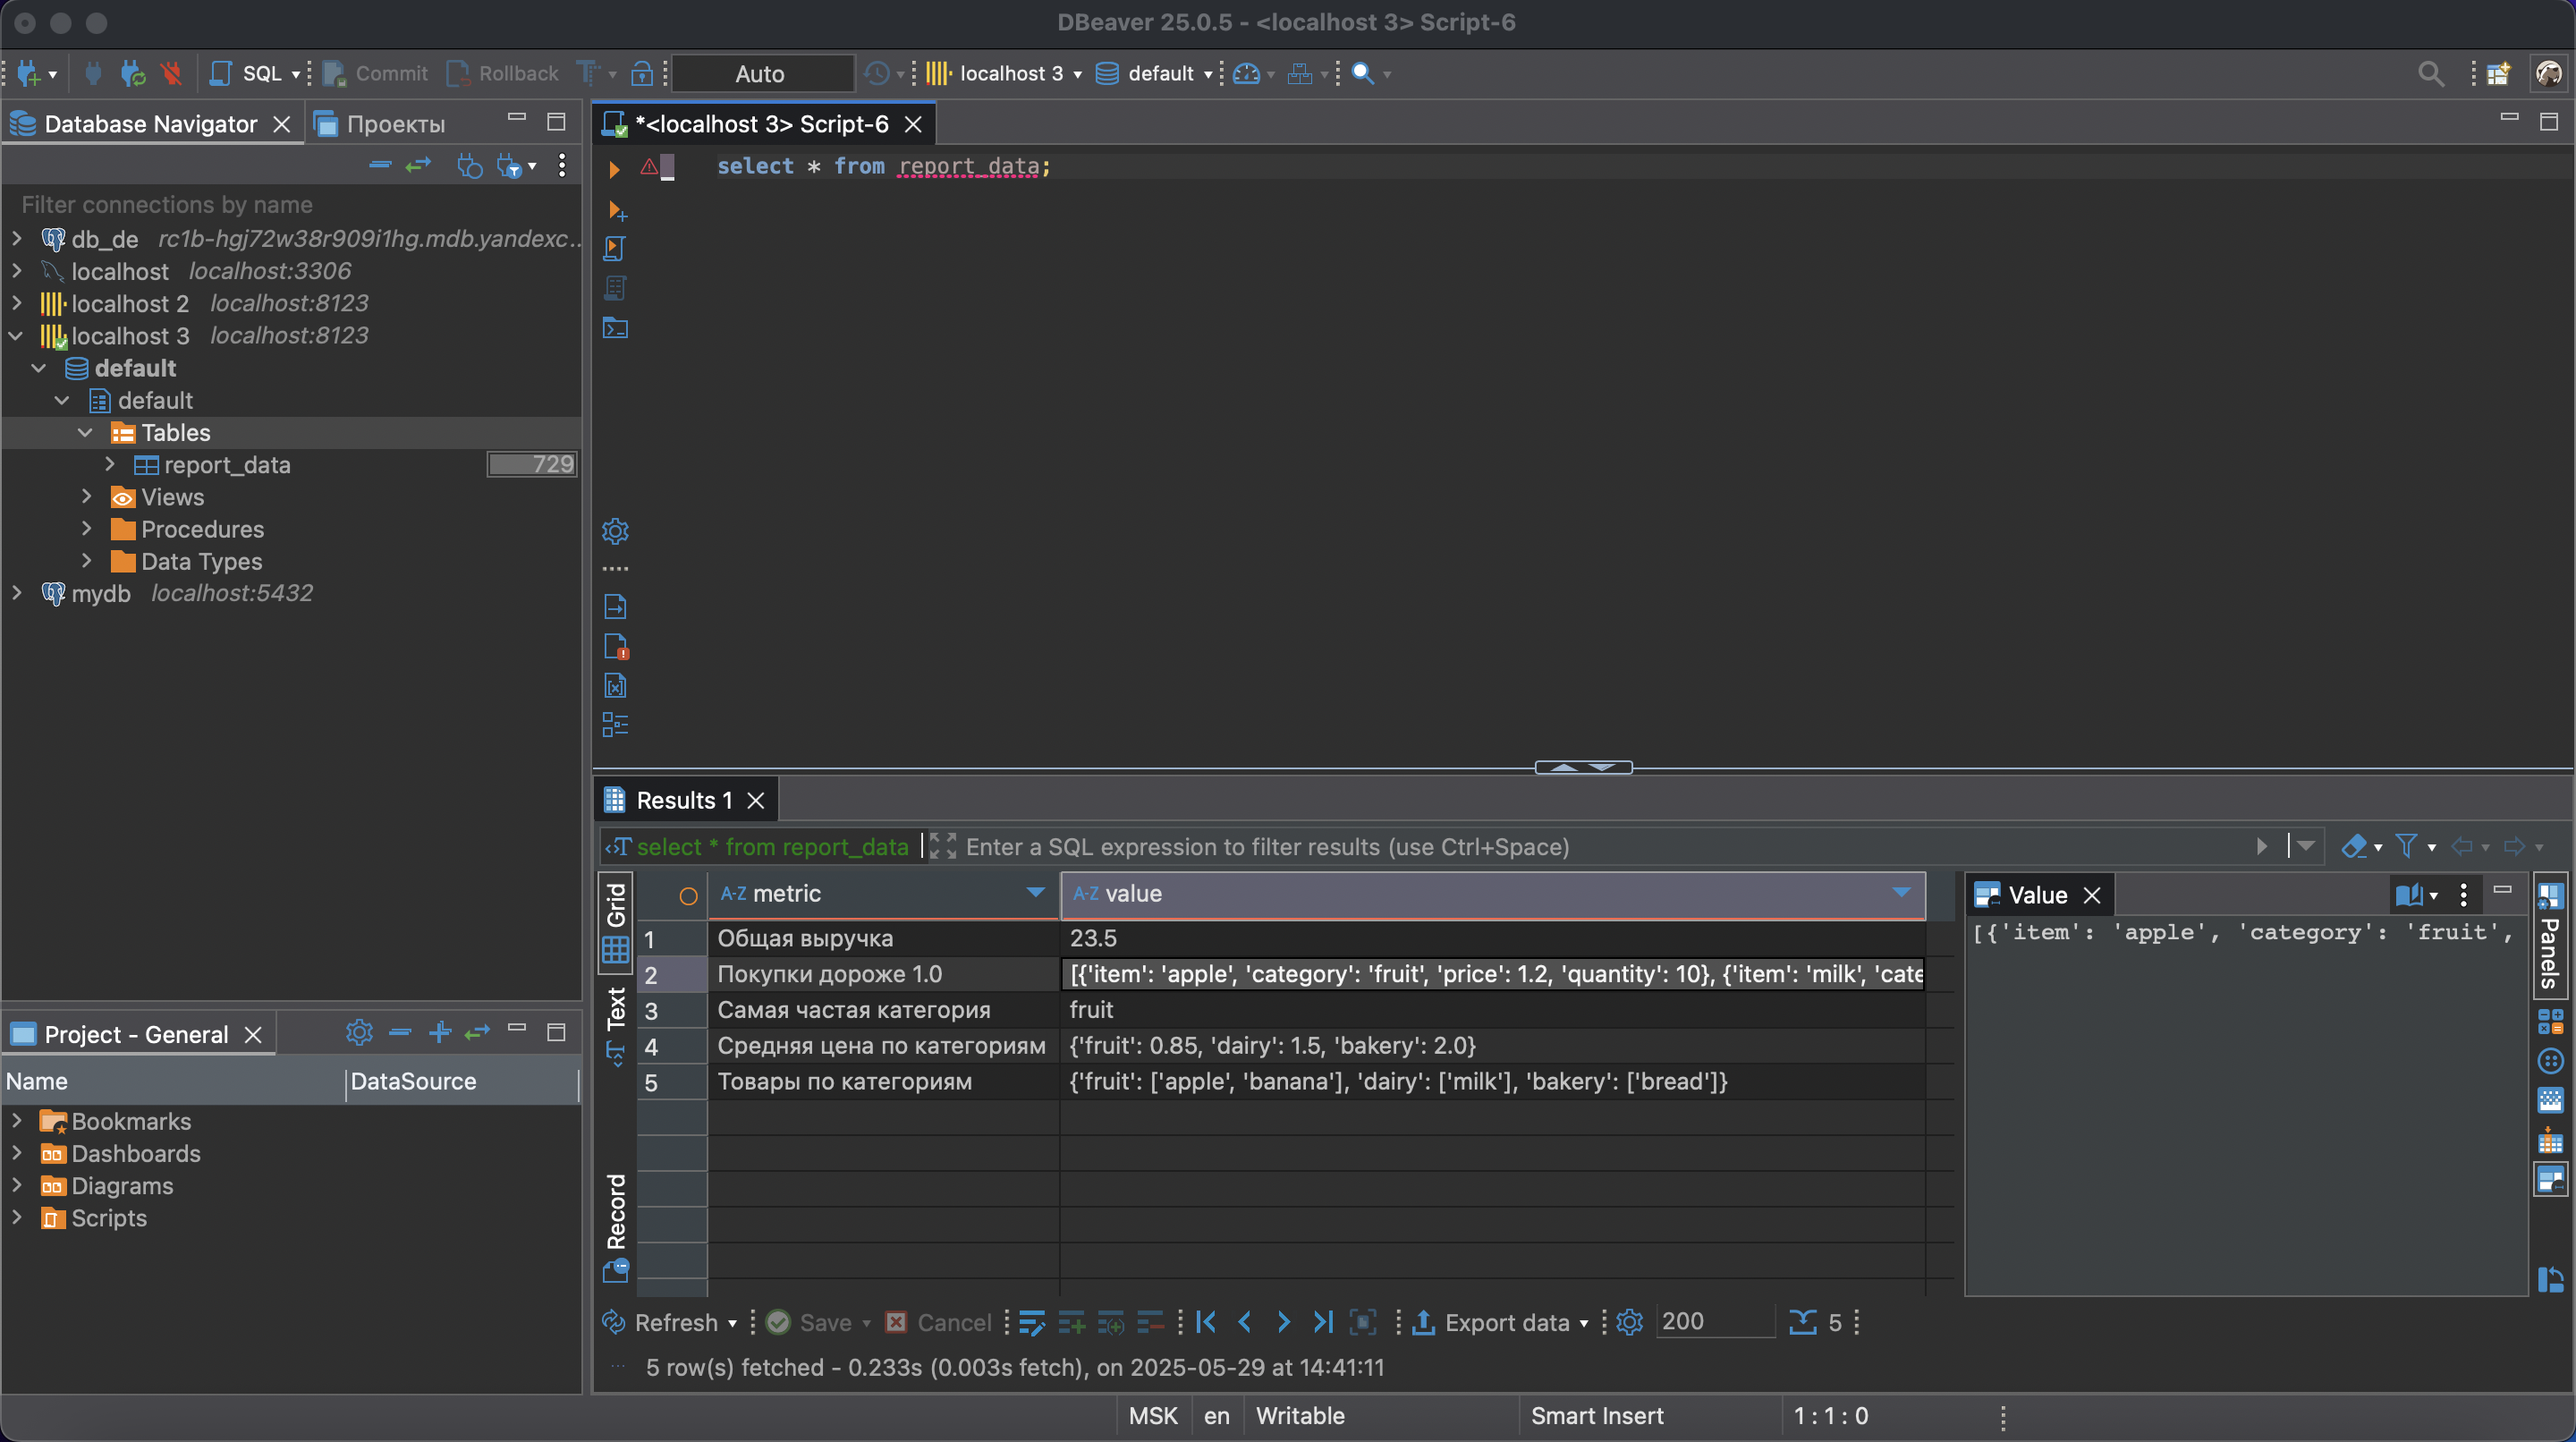 DBeaver 25.0.5 - <localhost 3> Script-6
SQL Commit Rollback Auto localhost 3 default
Database Navigator Проекты
*<localhost 3> Script-6
select * from report_data;
Filter connections by name
db_de rc1b-hgj72w38r909i1hg.mdb.yandexc...
localhost localhost:3306
localhost 2 localhost:8123
localhost 3 localhost:8123
default
default
Tables
report_data 729
Views
Procedures
Data Types
mydb localhost:5432
Project - General
Name DataSource
Bookmarks
Dashboards
Diagrams
Scripts
Results 1
select * from report_data Enter a SQL expression to filter results (use Ctrl+Space)
Grid
Text
Record
A-Z metric A-Z value
1 Общая выручка 23.5
2 Покупки дороже 1.0 [{'item': 'apple', 'category': 'fruit', 'price': 1.2, 'quantity': 10}, {'item': 'milk', 'cate
3 Самая частая категория fruit
4 Средняя цена по категориям {'fruit': 0.85, 'dairy': 1.5, 'bakery': 2.0}
5 Товары по категориям {'fruit': ['apple', 'banana'], 'dairy': ['milk'], 'bakery': ['bread']}
Value
[{'item': 'apple', 'category': 'fruit',
Panels
Refresh Save Cancel Export data 200 5
5 row(s) fetched - 0.233s (0.003s fetch), on 2025-05-29 at 14:41:11
MSK en Writable Smart Insert 1 : 1 : 0